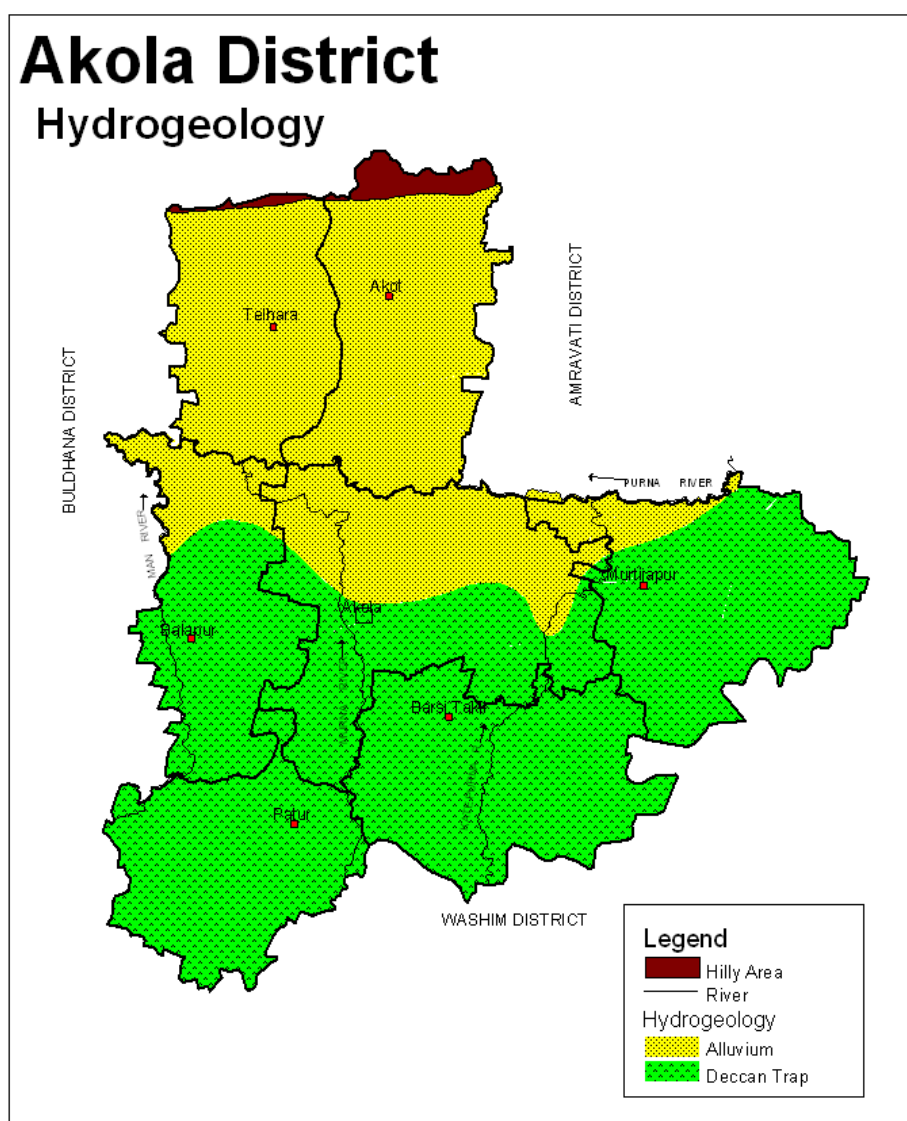 Akola District
Hydrogeology
Akot
Telhara
AMRAVATI DISTRICT
BULDHANA DISTRICT
PURNA RIVER
MAN RIVER
Murtijapur
Akola
Balapur
Barsi Takli
Patur
WASHIM DISTRICT
Legend
Hilly Area
River
Hydrogeology
Alluvium
Deccan Trap